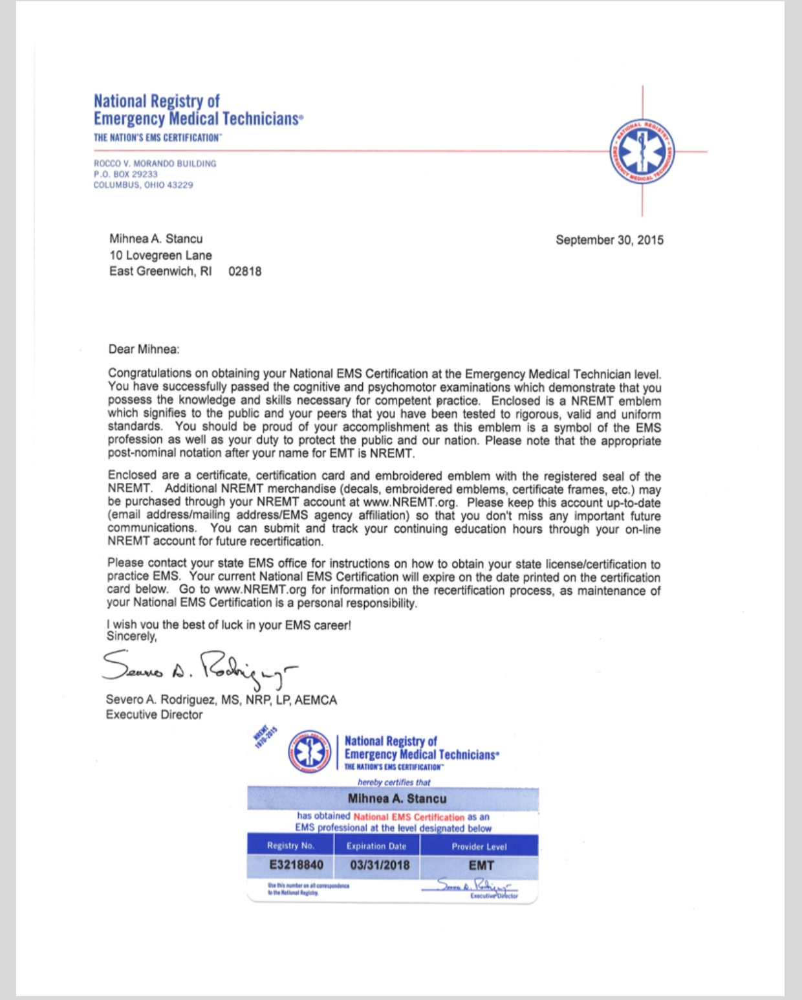 National Registry of
Emergency Medical Technicians®
THE NATION'S EMS CERTIFICATION™
ROCCO V. MORANDO BUILDING
P.O. BOX 29233
COLUMBUS, OHIO 43229
NATIONAL REGISTRY
EMERGENCY MEDICAL TECHNICIANS
Mihnea A. Stancu
September 30, 2015
10 Lovegreen Lane
East Greenwich, RI 02818
Dear Mihnea:
Congratulations on obtaining your National EMS Certification at the Emergency Medical Technician level.
You have successfully passed the cognitive and psychomotor examinations which demonstrate that you
possess the knowledge and skills necessary for competent practice. Enclosed is a NREMT emblem
which signifies to the public and your peers that you have been tested to rigorous, valid and uniform
standards. You should be proud of your accomplishment as this emblem is a symbol of the EMS
profession as well as your duty to protect the public and our nation. Please note that the appropriate
post-nominal notation after your name for EMT is NREMT.
Enclosed are a certificate, certification card and embroidered emblem with the registered seal of the
NREMT. Additional NREMT merchandise (decals, embroidered emblems, certificate frames, etc.) may
be purchased through your NREMT account at www.NREMT.org. Please keep this account up-to-date
(email address/mailing address/EMS agency affiliation) so that you don't miss any important future
communications. You can submit and track your continuing education hours through your on-line
NREMT account for future recertification.
Please contact your state EMS office for instructions on how to obtain your state license/certification to
practice EMS. Your current National EMS Certification will expire on the date printed on the certification
card below. Go to www.NREMT.org for information on the recertification process, as maintenance of
your National EMS Certification is a personal responsibility.
I wish you the best of luck in your EMS career!
Sincerely,
Severo A. Rodriguez
Severo A. Rodriguez, MS, NRP, LP, AEMCA
Executive Director
NREMT
1970-2015
National Registry of
Emergency Medical Technicians®
THE NATION'S EMS CERTIFICATION™
hereby certifies that
Mihnea A. Stancu
has obtained National EMS Certification as an
EMS professional at the level designated below
Registry No. Expiration Date Provider Level
E3218840 03/31/2018 EMT
Use this number on all correspondence
to the National Registry.
Severo A. Rodriguez
Executive Director